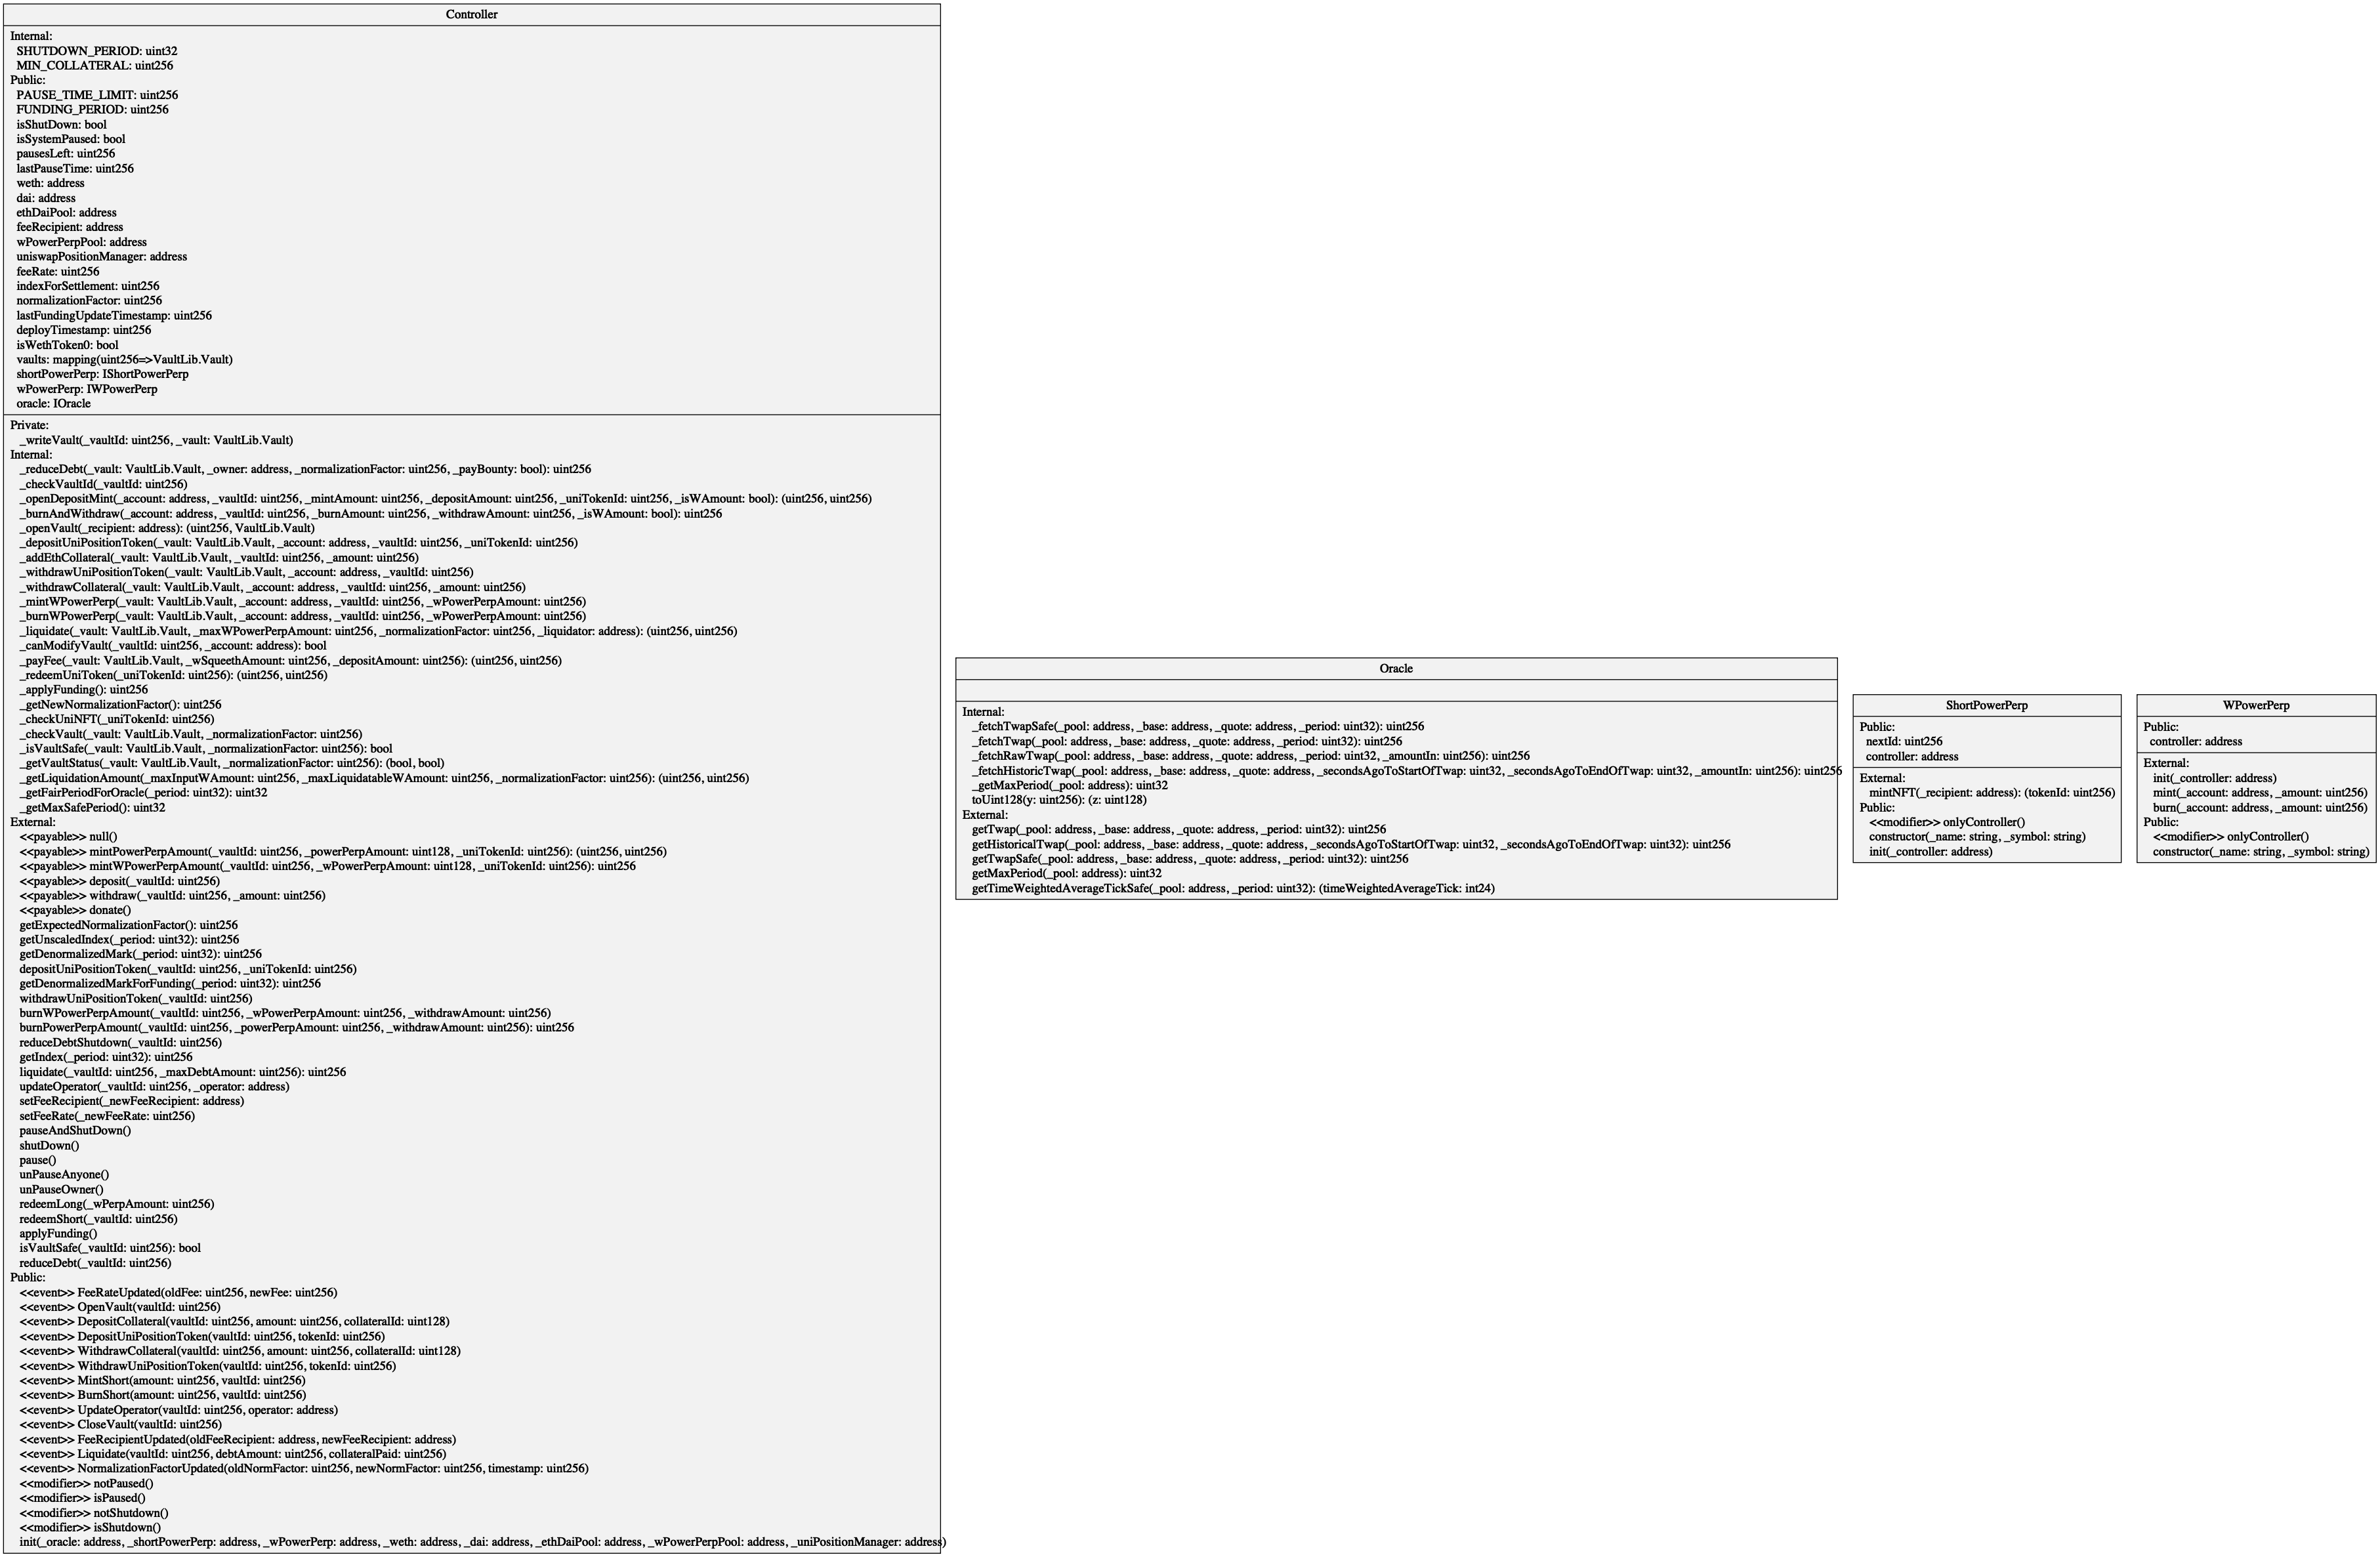 Controller
Internal:
SHUTDOWN_PERIOD: uint32
MIN_COLLATERAL: uint256
Public:
PAUSE_TIME_LIMIT: uint256
FUNDING_PERIOD: uint256
isShutDown: bool
isSystemPaused: bool
pausesLeft: uint256
lastPauseTime: uint256
weth: address
dai: address
ethDaiPool: address
feeRecipient: address
wPowerPerpPool: address
uniswapPositionManager: address
feeRate: uint256
indexForSettlement: uint256
normalizationFactor: uint256
lastFundingUpdateTimestamp: uint256
deployTimestamp: uint256
isWethToken0: bool
vaults: mapping(uint256=>VaultLib.Vault)
shortPowerPerp: IShortPowerPerp
wPowerPerp: IWPowerPerp
oracle: IOracle
Private:
_writeVault(_vaultId: uint256, _vault: VaultLib.Vault)
Internal:
_reduceDebt(_vault: VaultLib.Vault, _owner: address, _normalizationFactor: uint256, _payBounty: bool): uint256
_checkVaultId(_vaultId: uint256)
_openDepositMint(_account: address, _vaultId: uint256, _mintAmount: uint256, _depositAmount: uint256, _uniTokenId: uint256, _isWAmount: bool): (uint256, uint256)
_burnAndWithdraw(_account: address, _vaultId: uint256, _burnAmount: uint256, _withdrawAmount: uint256, _isWAmount: bool): uint256
_openVault(_recipient: address): (uint256, VaultLib.Vault)
_depositUniPositionToken(_vault: VaultLib.Vault, _account: address, _vaultId: uint256, _uniTokenId: uint256)
_addEthCollateral(_vault: VaultLib.Vault, _vaultId: uint256, _amount: uint256)
_withdrawUniPositionToken(_vault: VaultLib.Vault, _account: address, _vaultId: uint256)
_withdrawCollateral(_vault: VaultLib.Vault, _account: address, _vaultId: uint256, _amount: uint256)
_mintWPowerPerp(_vault: VaultLib.Vault, _account: address, _vaultId: uint256, _wPowerPerpAmount: uint256)
_burnWPowerPerp(_vault: VaultLib.Vault, _account: address, _vaultId: uint256, _wPowerPerpAmount: uint256)
_liquidate(_vault: VaultLib.Vault, _maxWPowerPerpAmount: uint256, _normalizationFactor: uint256, _liquidator: address): (uint256, uint256)
_canModifyVault(_vaultId: uint256, _account: address): bool
_payFee(_vault: VaultLib.Vault, _wSqueethAmount: uint256, _depositAmount: uint256): (uint256, uint256)
_redeemUniToken(_uniTokenId: uint256): (uint256, uint256)
_applyFunding(): uint256
_getNewNormalizationFactor(): uint256
_checkUniNFT(_uniTokenId: uint256)
_checkVault(_vault: VaultLib.Vault, _normalizationFactor: uint256)
_isVaultSafe(_vault: VaultLib.Vault, _normalizationFactor: uint256): bool
_getVaultStatus(_vault: VaultLib.Vault, _normalizationFactor: uint256): (bool, bool)
_getLiquidationAmount(_maxInputWAmount: uint256, _maxLiquidatableWAmount: uint256, _normalizationFactor: uint256): (uint256, uint256)
_getFairPeriodForOracle(_period: uint32): uint32
_getMaxSafePeriod(): uint32
External:
<<payable>> null()
<<payable>> mintPowerPerpAmount(_vaultId: uint256, _powerPerpAmount: uint128, _uniTokenId: uint256): (uint256, uint256)
<<payable>> mintWPowerPerpAmount(_vaultId: uint256, _wPowerPerpAmount: uint128, _uniTokenId: uint256): uint256
<<payable>> deposit(_vaultId: uint256)
<<payable>> withdraw(_vaultId: uint256, _amount: uint256)
<<payable>> donate()
getExpectedNormalizationFactor(): uint256
getUnscaledIndex(_period: uint32): uint256
getDenormalizedMark(_period: uint32): uint256
depositUniPositionToken(_vaultId: uint256, _uniTokenId: uint256)
getDenormalizedMarkForFunding(_period: uint32): uint256
withdrawUniPositionToken(_vaultId: uint256)
burnWPowerPerpAmount(_vaultId: uint256, _wPowerPerpAmount: uint256, _withdrawAmount: uint256)
burnPowerPerpAmount(_vaultId: uint256, _powerPerpAmount: uint256, _withdrawAmount: uint256): uint256
reduceDebtShutdown(_vaultId: uint256)
getIndex(_period: uint32): uint256
liquidate(_vaultId: uint256, _maxDebtAmount: uint256): uint256
updateOperator(_vaultId: uint256, _operator: address)
setFeeRecipient(_newFeeRecipient: address)
setFeeRate(_newFeeRate: uint256)
pauseAndShutDown()
shutDown()
pause()
unPauseAnyone()
unPauseOwner()
redeemLong(_wPerpAmount: uint256)
redeemShort(_vaultId: uint256)
applyFunding()
isVaultSafe(_vaultId: uint256): bool
reduceDebt(_vaultId: uint256)
Public:
<<event>> FeeRateUpdated(oldFee: uint256, newFee: uint256)
<<event>> OpenVault(vaultId: uint256)
<<event>> DepositCollateral(vaultId: uint256, amount: uint256, collateralId: uint128)
<<event>> DepositUniPositionToken(vaultId: uint256, tokenId: uint256)
<<event>> WithdrawCollateral(vaultId: uint256, amount: uint256, collateralId: uint128)
<<event>> WithdrawUniPositionToken(vaultId: uint256, tokenId: uint256)
<<event>> MintShort(amount: uint256, vaultId: uint256)
<<event>> BurnShort(amount: uint256, vaultId: uint256)
<<event>> UpdateOperator(vaultId: uint256, operator: address)
<<event>> CloseVault(vaultId: uint256)
<<event>> FeeRecipientUpdated(oldFeeRecipient: address, newFeeRecipient: address)
<<event>> Liquidate(vaultId: uint256, debtAmount: uint256, collateralPaid: uint256)
<<event>> NormalizationFactorUpdated(oldNormFactor: uint256, newNormFactor: uint256, timestamp: uint256)
<<modifier>> notPaused()
<<modifier>> isPaused()
<<modifier>> notShutdown()
<<modifier>> isShutdown()
init(_oracle: address, _shortPowerPerp: address, _wPowerPerp: address, _weth: address, _dai: address, _ethDaiPool: address, _wPowerPerpPool: address, _uniPositionManager: address)
Oracle
Internal:
_fetchTwapSafe(_pool: address, _base: address, _quote: address, _period: uint32): uint256
_fetchTwap(_pool: address, _base: address, _quote: address, _period: uint32): uint256
_fetchRawTwap(_pool: address, _base: address, _quote: address, _period: uint32, _amountIn: uint256): uint256
_fetchHistoricTwap(_pool: address, _base: address, _quote: address, _secondsAgoToStartOfTwap: uint32, _secondsAgoToEndOfTwap: uint32, _amountIn: uint256): uint256
_getMaxPeriod(_pool: address): uint32
toUint128(y: uint256): (z: uint128)
External:
getTwap(_pool: address, _base: address, _quote: address, _period: uint32): uint256
getHistoricalTwap(_pool: address, _base: address, _quote: address, _secondsAgoToStartOfTwap: uint32, _secondsAgoToEndOfTwap: uint32): uint256
getTwapSafe(_pool: address, _base: address, _quote: address, _period: uint32): uint256
getMaxPeriod(_pool: address): uint32
getTimeWeightedAverageTickSafe(_pool: address, _period: uint32): (timeWeightedAverageTick: int24)
ShortPowerPerp
Public:
nextId: uint256
controller: address
External:
mintNFT(_recipient: address): (tokenId: uint256)
Public:
<<modifier>> onlyController()
constructor(_name: string, _symbol: string)
init(_controller: address)
WPowerPerp
Public:
controller: address
External:
init(_controller: address)
mint(_account: address, _amount: uint256)
burn(_account: address, _amount: uint256)
Public:
<<modifier>> onlyController()
constructor(_name: string, _symbol: string)